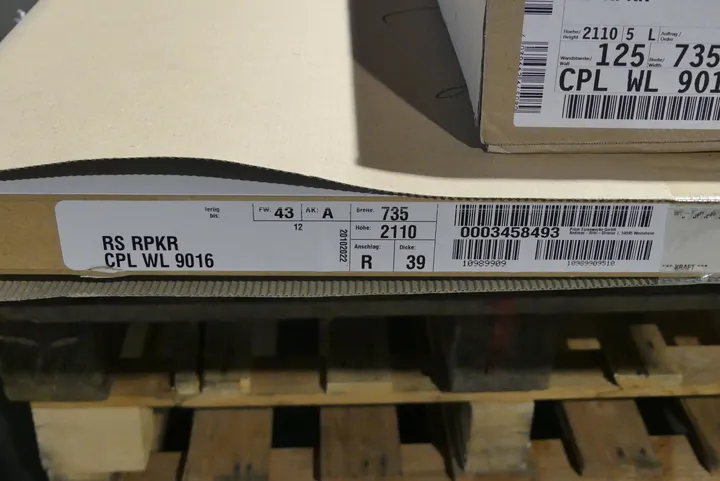 Höhe/
Height
2110
5
L
Auftrag/
Order
Wandstärke/
Wall
125
Breite/
Width
735
CPL WL 901
fertig
bis:
FW: 43
AK: A
Breite: 735
12
Höhe: 2110
20102022
Anschlag: R
Dicke: 39
RS RPKR
CPL WL 9016
0003458493
10989909
10989909510